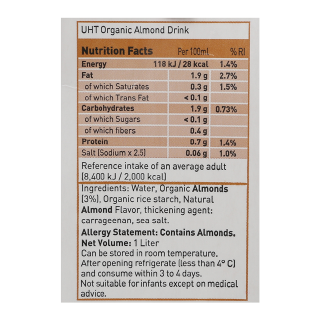 UHT Organic Almond Drink
Nutrition Facts Per 100ml % RI
Energy 118 kJ / 28 kcal 1.4%
Fat 1.9 g 2.7%
of which Saturates 0.3 g 1.5%
of which Trans Fat < 0.1 g
Carbohydrates 1.9 g 0.73%
of which Sugars < 0.1 g
of which fibers 0.4 g
Protein 0.7 g 1.4%
Salt (Sodium x 2.5) 0.06 g 1.0%
Reference intake of an average adult
(8,400 kJ / 2,000 kcal)
Ingredients: Water, Organic Almonds
(3%), Organic rice starch, Natural
Almond Flavor, thickening agent;
carrageenan, sea salt.
Allergy Statement: Contains Almonds.
Net Volume: 1 Liter
Can be stored in room temperature.
After opening refrigerate (less than 4° C)
and consume within 3 to 4 days.
Not suitable for infants except on medical
advice.